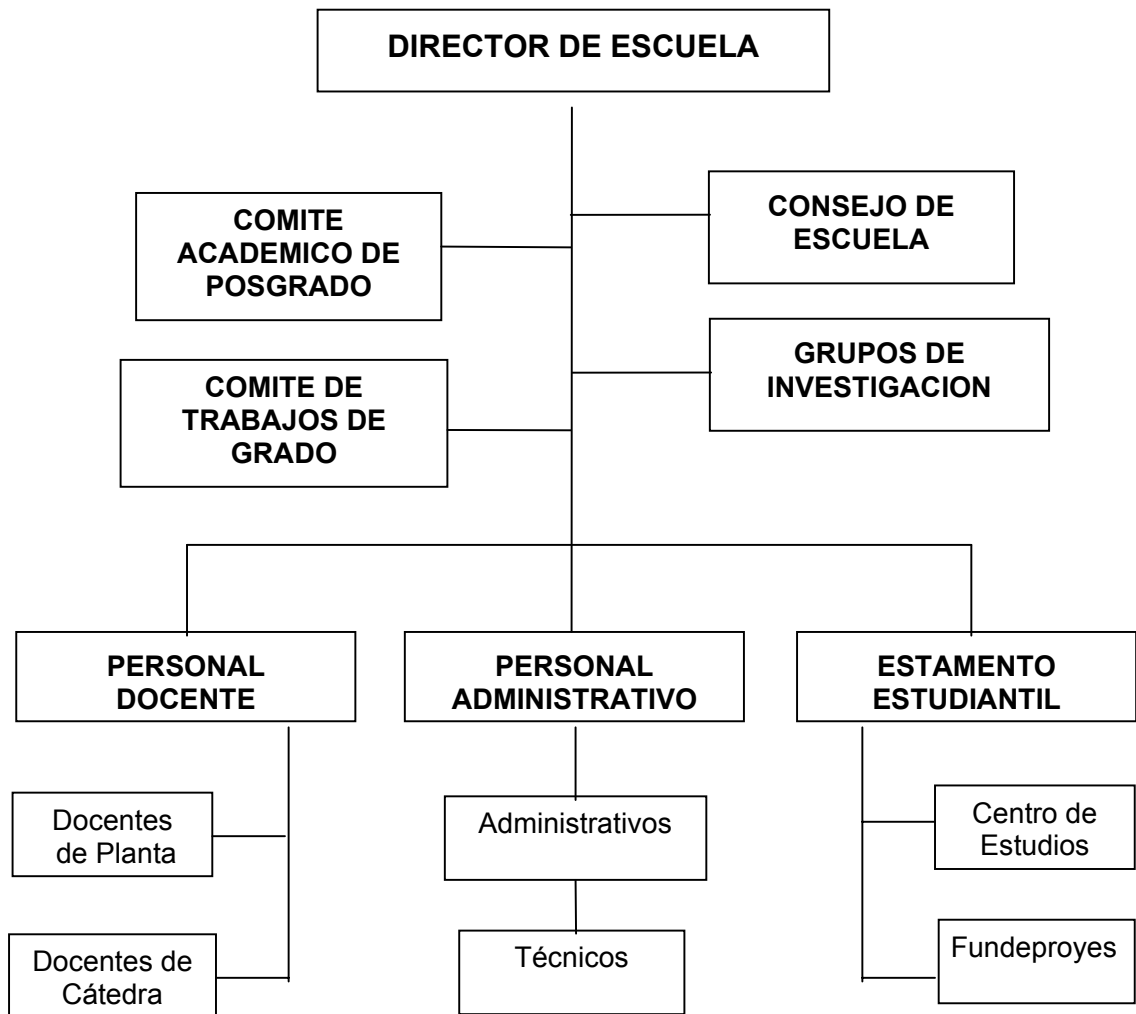 DIRECTOR DE ESCUELA
COMITE
ACADEMICO DE
POSGRADO
CONSEJO DE
ESCUELA
COMITE DE
TRABAJOS DE
GRADO
GRUPOS DE
INVESTIGACION
PERSONAL
DOCENTE
PERSONAL
ADMINISTRATIVO
ESTAMENTO
ESTUDIANTIL
Docentes
de Planta
Administrativos
Centro de
Estudios
Docentes de
Cátedra
Técnicos
Fundeproyes